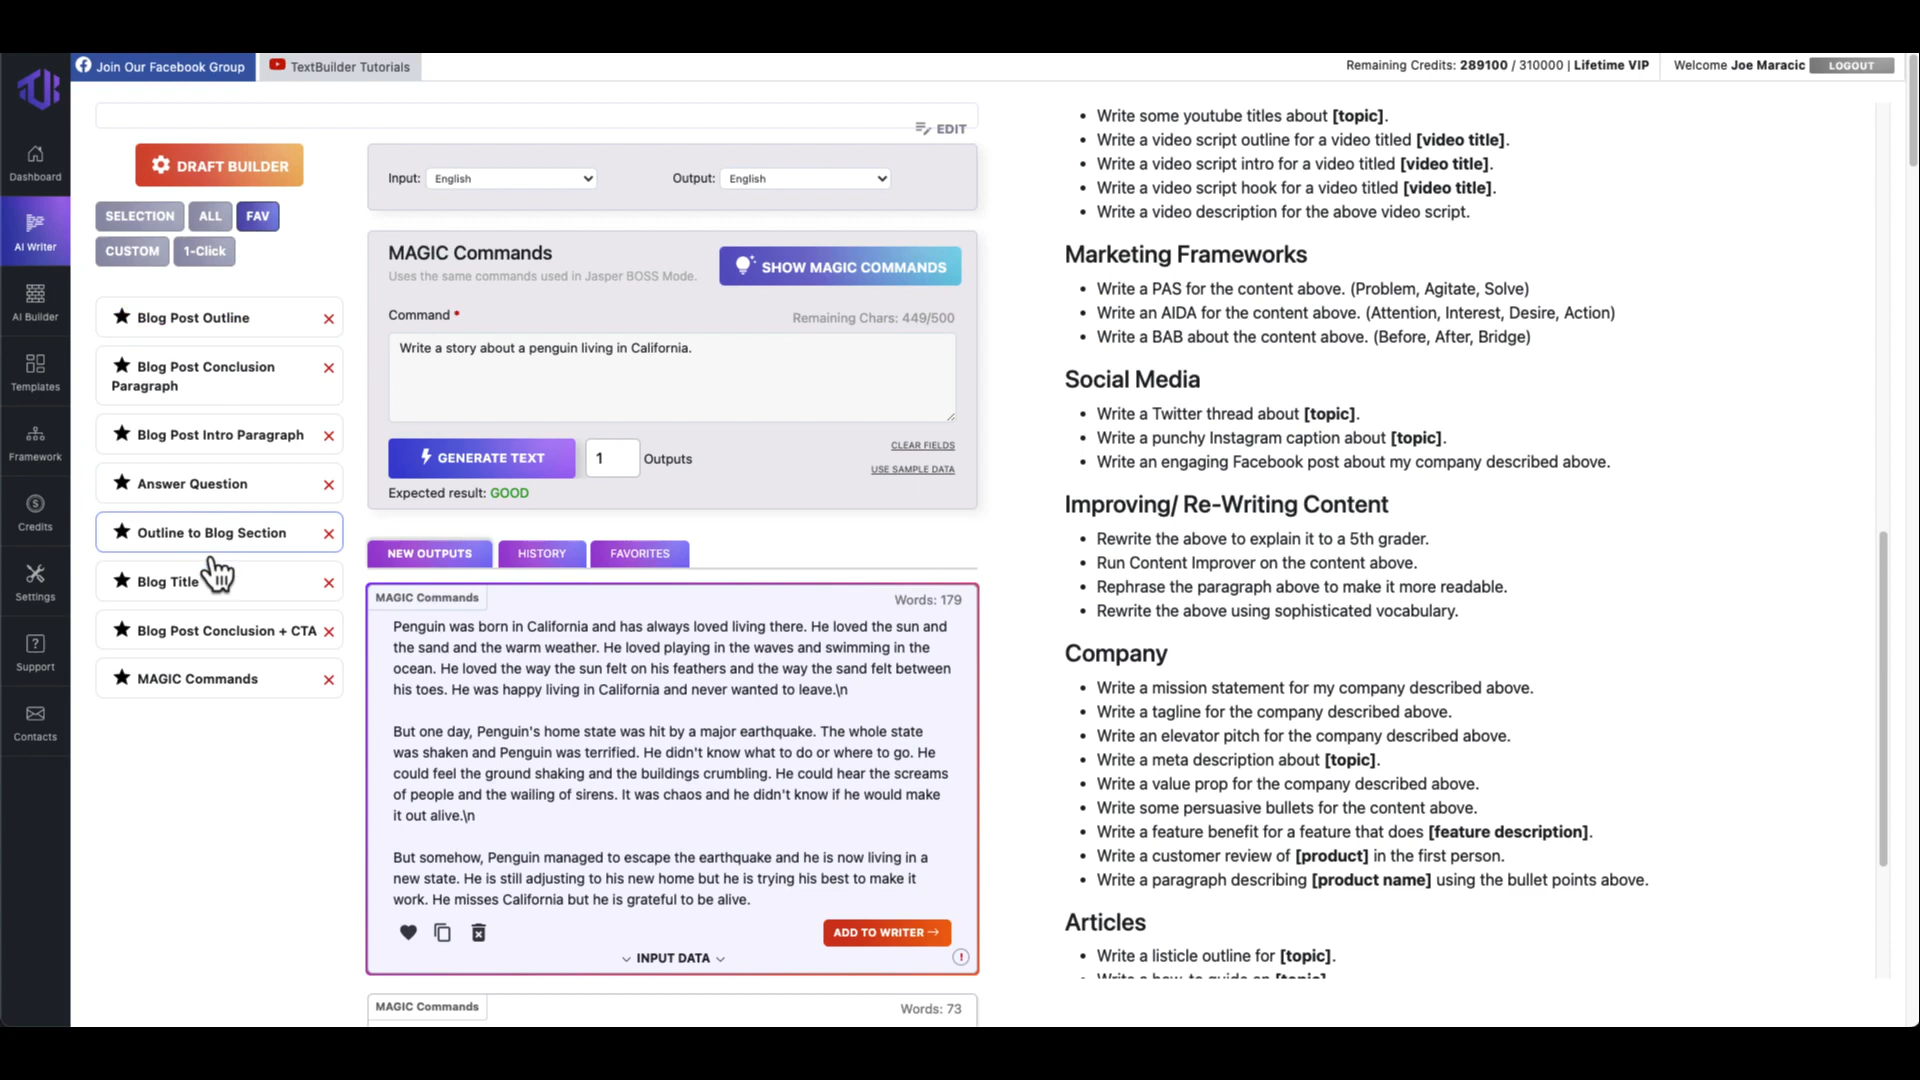 Join Our Facebook Group
TextBuilder Tutorials
Remaining Credits: 289100 / 310000 | Lifetime VIP
Welcome Joe Maracic
LOGOUT
TB
Dashboard
AI Writer
AI Builder
Templates
Framework
Credits
Settings
Support
Contacts
DRAFT BUILDER
SELECTION
ALL
FAV
CUSTOM
1-Click
Blog Post Outline
Blog Post Conclusion
Paragraph
Blog Post Intro Paragraph
Answer Question
Outline to Blog Section
Blog Title
Blog Post Conclusion + CTA
MAGIC Commands
EDIT
Input: English
Output: English
MAGIC Commands
Uses the same commands used in Jasper BOSS Mode.
SHOW MAGIC COMMANDS
Command *
Remaining Chars: 449/500
Write a story about a penguin living in California.
GENERATE TEXT
1
Outputs
CLEAR FIELDS
USE SAMPLE DATA
Expected result: GOOD
NEW OUTPUTS
HISTORY
FAVORITES
MAGIC Commands
Words: 179
Penguin was born in California and has always loved living there. He loved the sun and
the sand and the warm weather. He loved playing in the waves and swimming in the
ocean. He loved the way the sun felt on his feathers and the way the sand felt between
his toes. He was happy living in California and never wanted to leave.\n
But one day, Penguin's home state was hit by a major earthquake. The whole state
was shaken and Penguin was terrified. He didn't know what to do or where to go. He
could feel the ground shaking and the buildings crumbling. He could hear the screams
of people and the wailing of sirens. It was chaos and he didn't know if he would make
it out alive.\n
But somehow, Penguin managed to escape the earthquake and he is now living in a
new state. He is still adjusting to his new home but he is trying his best to make it
work. He misses California but he is grateful to be alive.
ADD TO WRITER →
INPUT DATA
MAGIC Commands
Words: 73
• Write some youtube titles about [topic].
• Write a video script outline for a video titled [video title].
• Write a video script intro for a video titled [video title].
• Write a video script hook for a video titled [video title].
• Write a video description for the above video script.
Marketing Frameworks
• Write a PAS for the content above. (Problem, Agitate, Solve)
• Write an AIDA for the content above. (Attention, Interest, Desire, Action)
• Write a BAB about the content above. (Before, After, Bridge)
Social Media
• Write a Twitter thread about [topic].
• Write a punchy Instagram caption about [topic].
• Write an engaging Facebook post about my company described above.
Improving/ Re-Writing Content
• Rewrite the above to explain it to a 5th grader.
• Run Content Improver on the content above.
• Rephrase the paragraph above to make it more readable.
• Rewrite the above using sophisticated vocabulary.
Company
• Write a mission statement for my company described above.
• Write a tagline for the company described above.
• Write an elevator pitch for the company described above.
• Write a meta description about [topic].
• Write a value prop for the company described above.
• Write some persuasive bullets for the content above.
• Write a feature benefit for a feature that does [feature description].
• Write a customer review of [product] in the first person.
• Write a paragraph describing [product name] using the bullet points above.
Articles
• Write a listicle outline for [topic].
• Write a how-to guide on [topic]